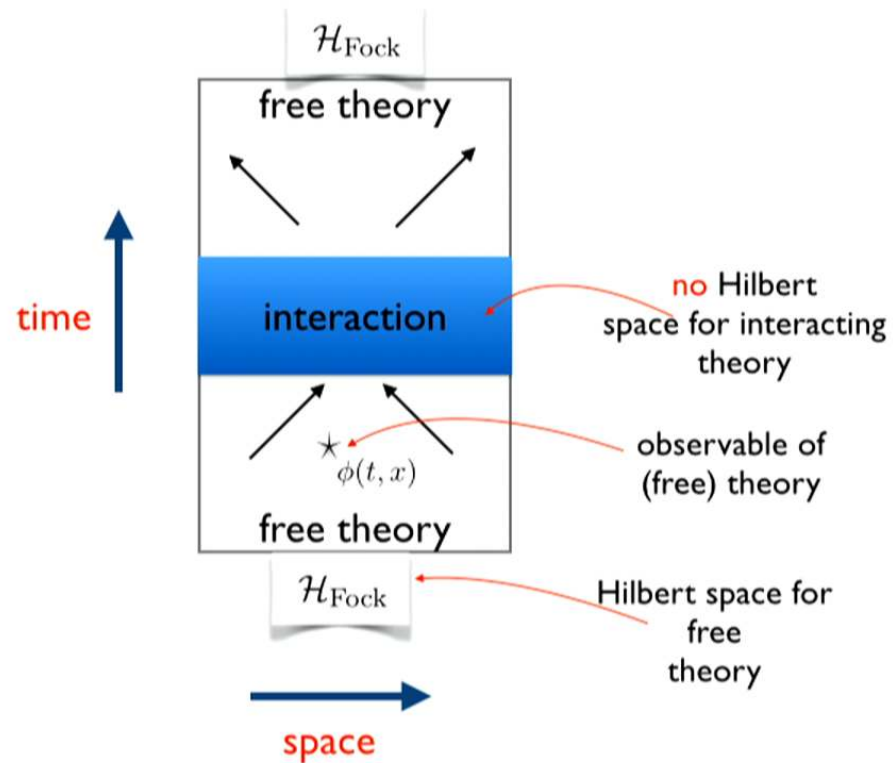 ℋ_Fock
free theory
time
interaction
no Hilbert
space for interacting
theory
ϕ(t, x)
observable of
(free) theory
free theory
ℋ_Fock
Hilbert space for
free
theory
space